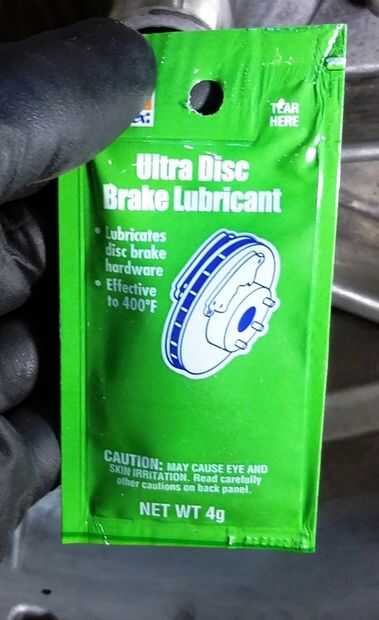 TEAR
HERE
Ultra Disc
Brake Lubricant
• Lubricates
disc brake
hardware
• Effective
to 400°F
CAUTION: MAY CAUSE EYE AND
SKIN IRRITATION. Read carefully
other cautions on back panel.
NET WT 4g